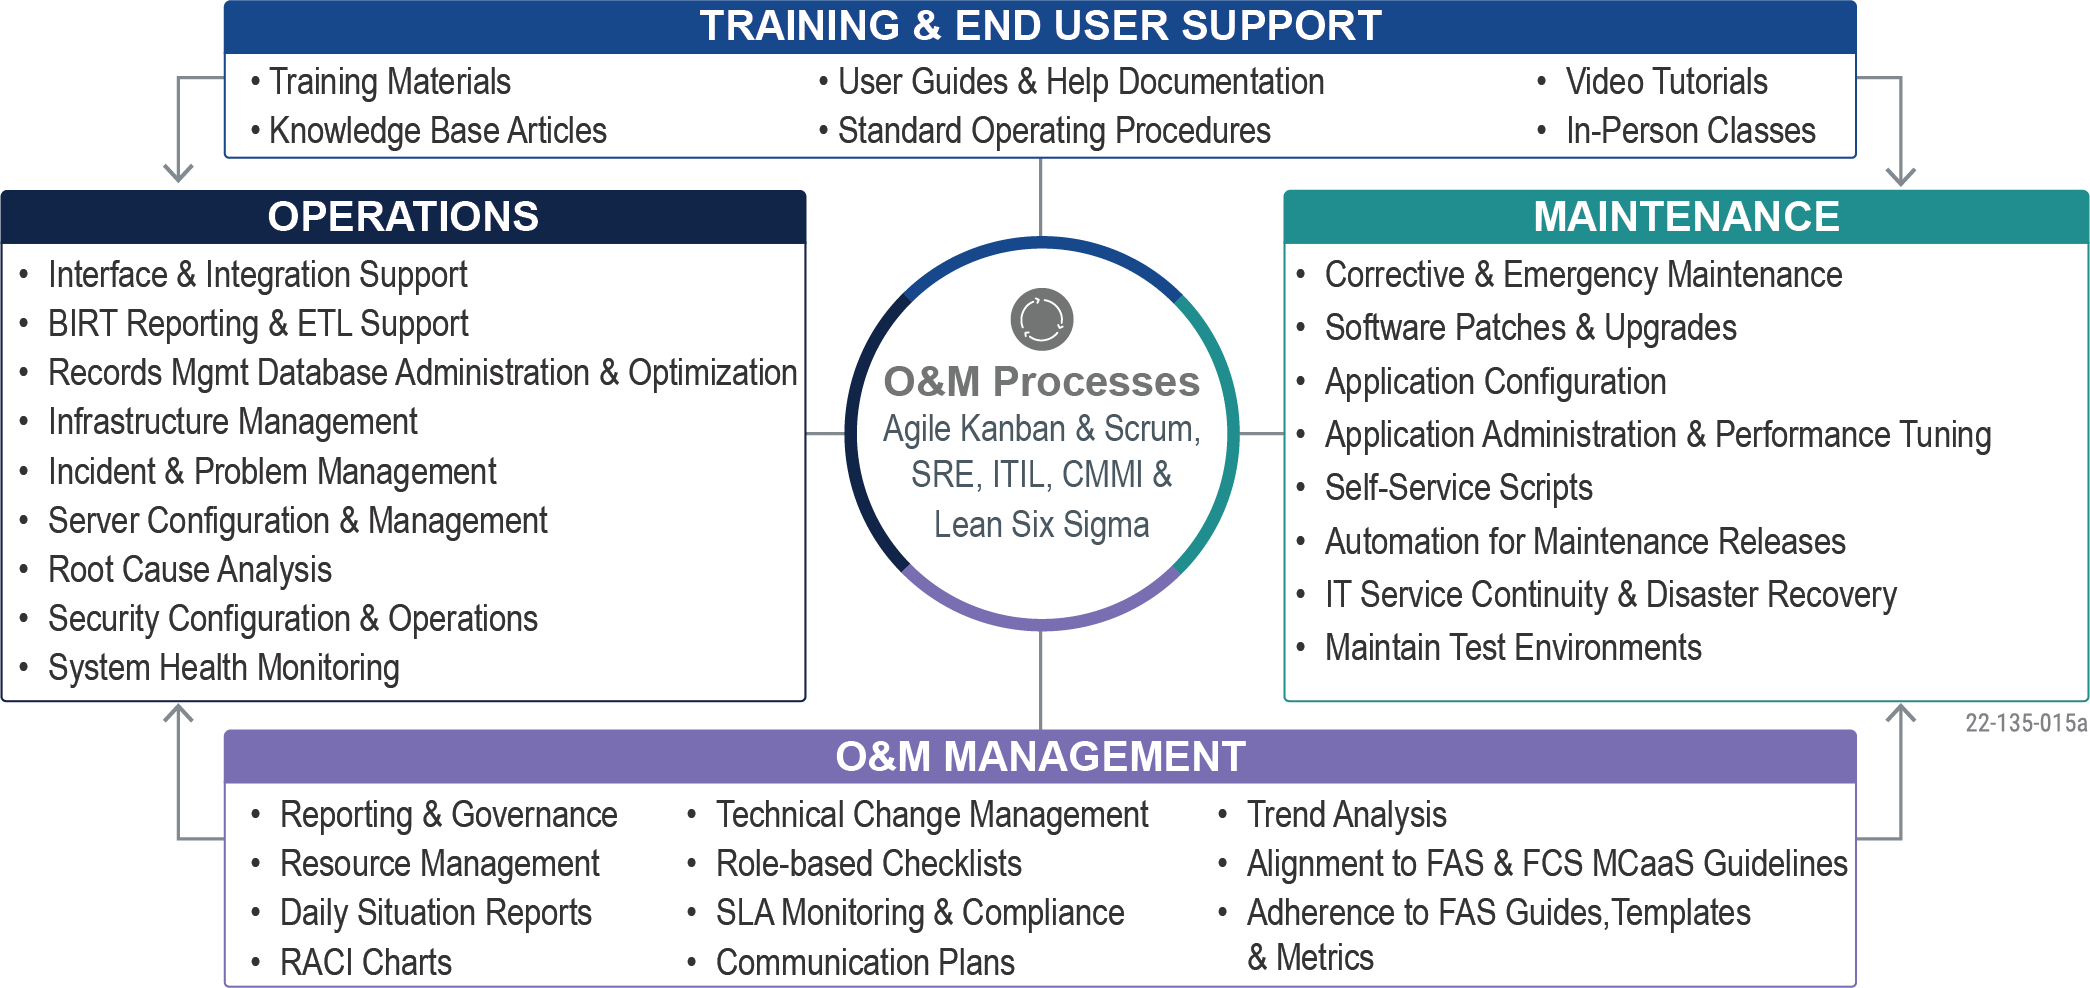 TRAINING & END USER SUPPORT
• Training Materials
• Knowledge Base Articles
• User Guides & Help Documentation
• Standard Operating Procedures
• Video Tutorials
• In-Person Classes
OPERATIONS
• Interface & Integration Support
• BIRT Reporting & ETL Support
• Records Mgmt Database Administration & Optimization
• Infrastructure Management
• Incident & Problem Management
• Server Configuration & Management
• Root Cause Analysis
• Security Configuration & Operations
• System Health Monitoring
O&M Processes
Agile Kanban & Scrum,
SRE, ITIL, CMMI &
Lean Six Sigma
MAINTENANCE
• Corrective & Emergency Maintenance
• Software Patches & Upgrades
• Application Configuration
• Application Administration & Performance Tuning
• Self-Service Scripts
• Automation for Maintenance Releases
• IT Service Continuity & Disaster Recovery
• Maintain Test Environments
22-135-015a
O&M MANAGEMENT
• Reporting & Governance
• Resource Management
• Daily Situation Reports
• RACI Charts
• Technical Change Management
• Role-based Checklists
• SLA Monitoring & Compliance
• Communication Plans
• Trend Analysis
• Alignment to FAS & FCS MCaaS Guidelines
• Adherence to FAS Guides,Templates
& Metrics